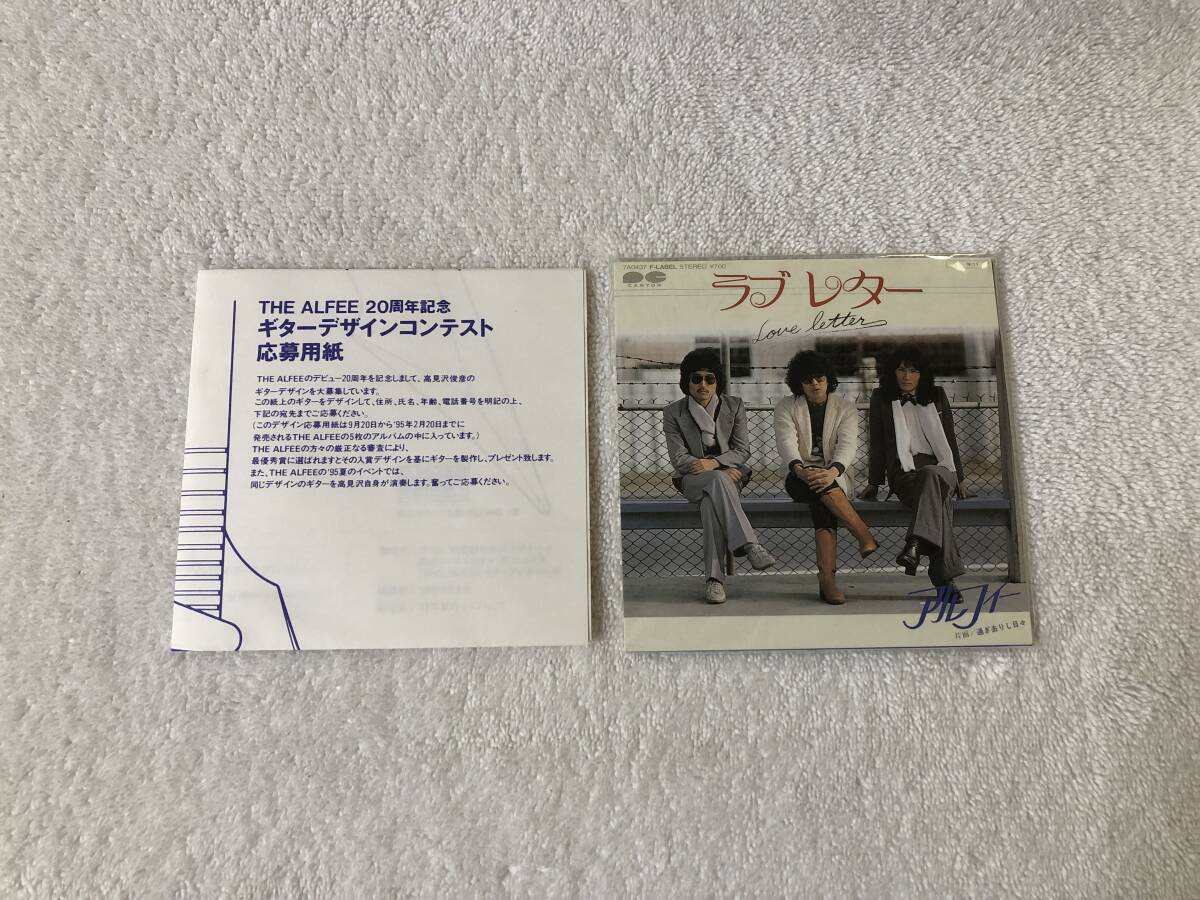 THE ALFEE 20周年記念
ギターデザインコンテスト
応募用紙
THE ALFEEのデビュー20周年を記念しまして、高見沢俊彦の
ギターデザインを大募集しています。
この紙上のギターをデザインして、住所、氏名、年齢、電話番号を明記の上、
下記の宛先までご応募ください。
(このデザイン応募用紙は9月20日から'95年2月20日までに
発売されるTHE ALFEEの5枚のアルバムの中に入っています。)
THE ALFEEの方々の厳正なる審査により、
最優秀賞に選ばれますとその入賞デザインを基にギターを製作し、プレゼント致します。
また、THE ALFEEの'95夏のイベントでは、
同じデザインのギターを高見沢自身が演奏します。奮ってご応募ください。
7A0437 F-LABEL STEREO ¥700
CANYON
ラブレター
Love letter
アルフィー
片面/過ぎ去りし日々